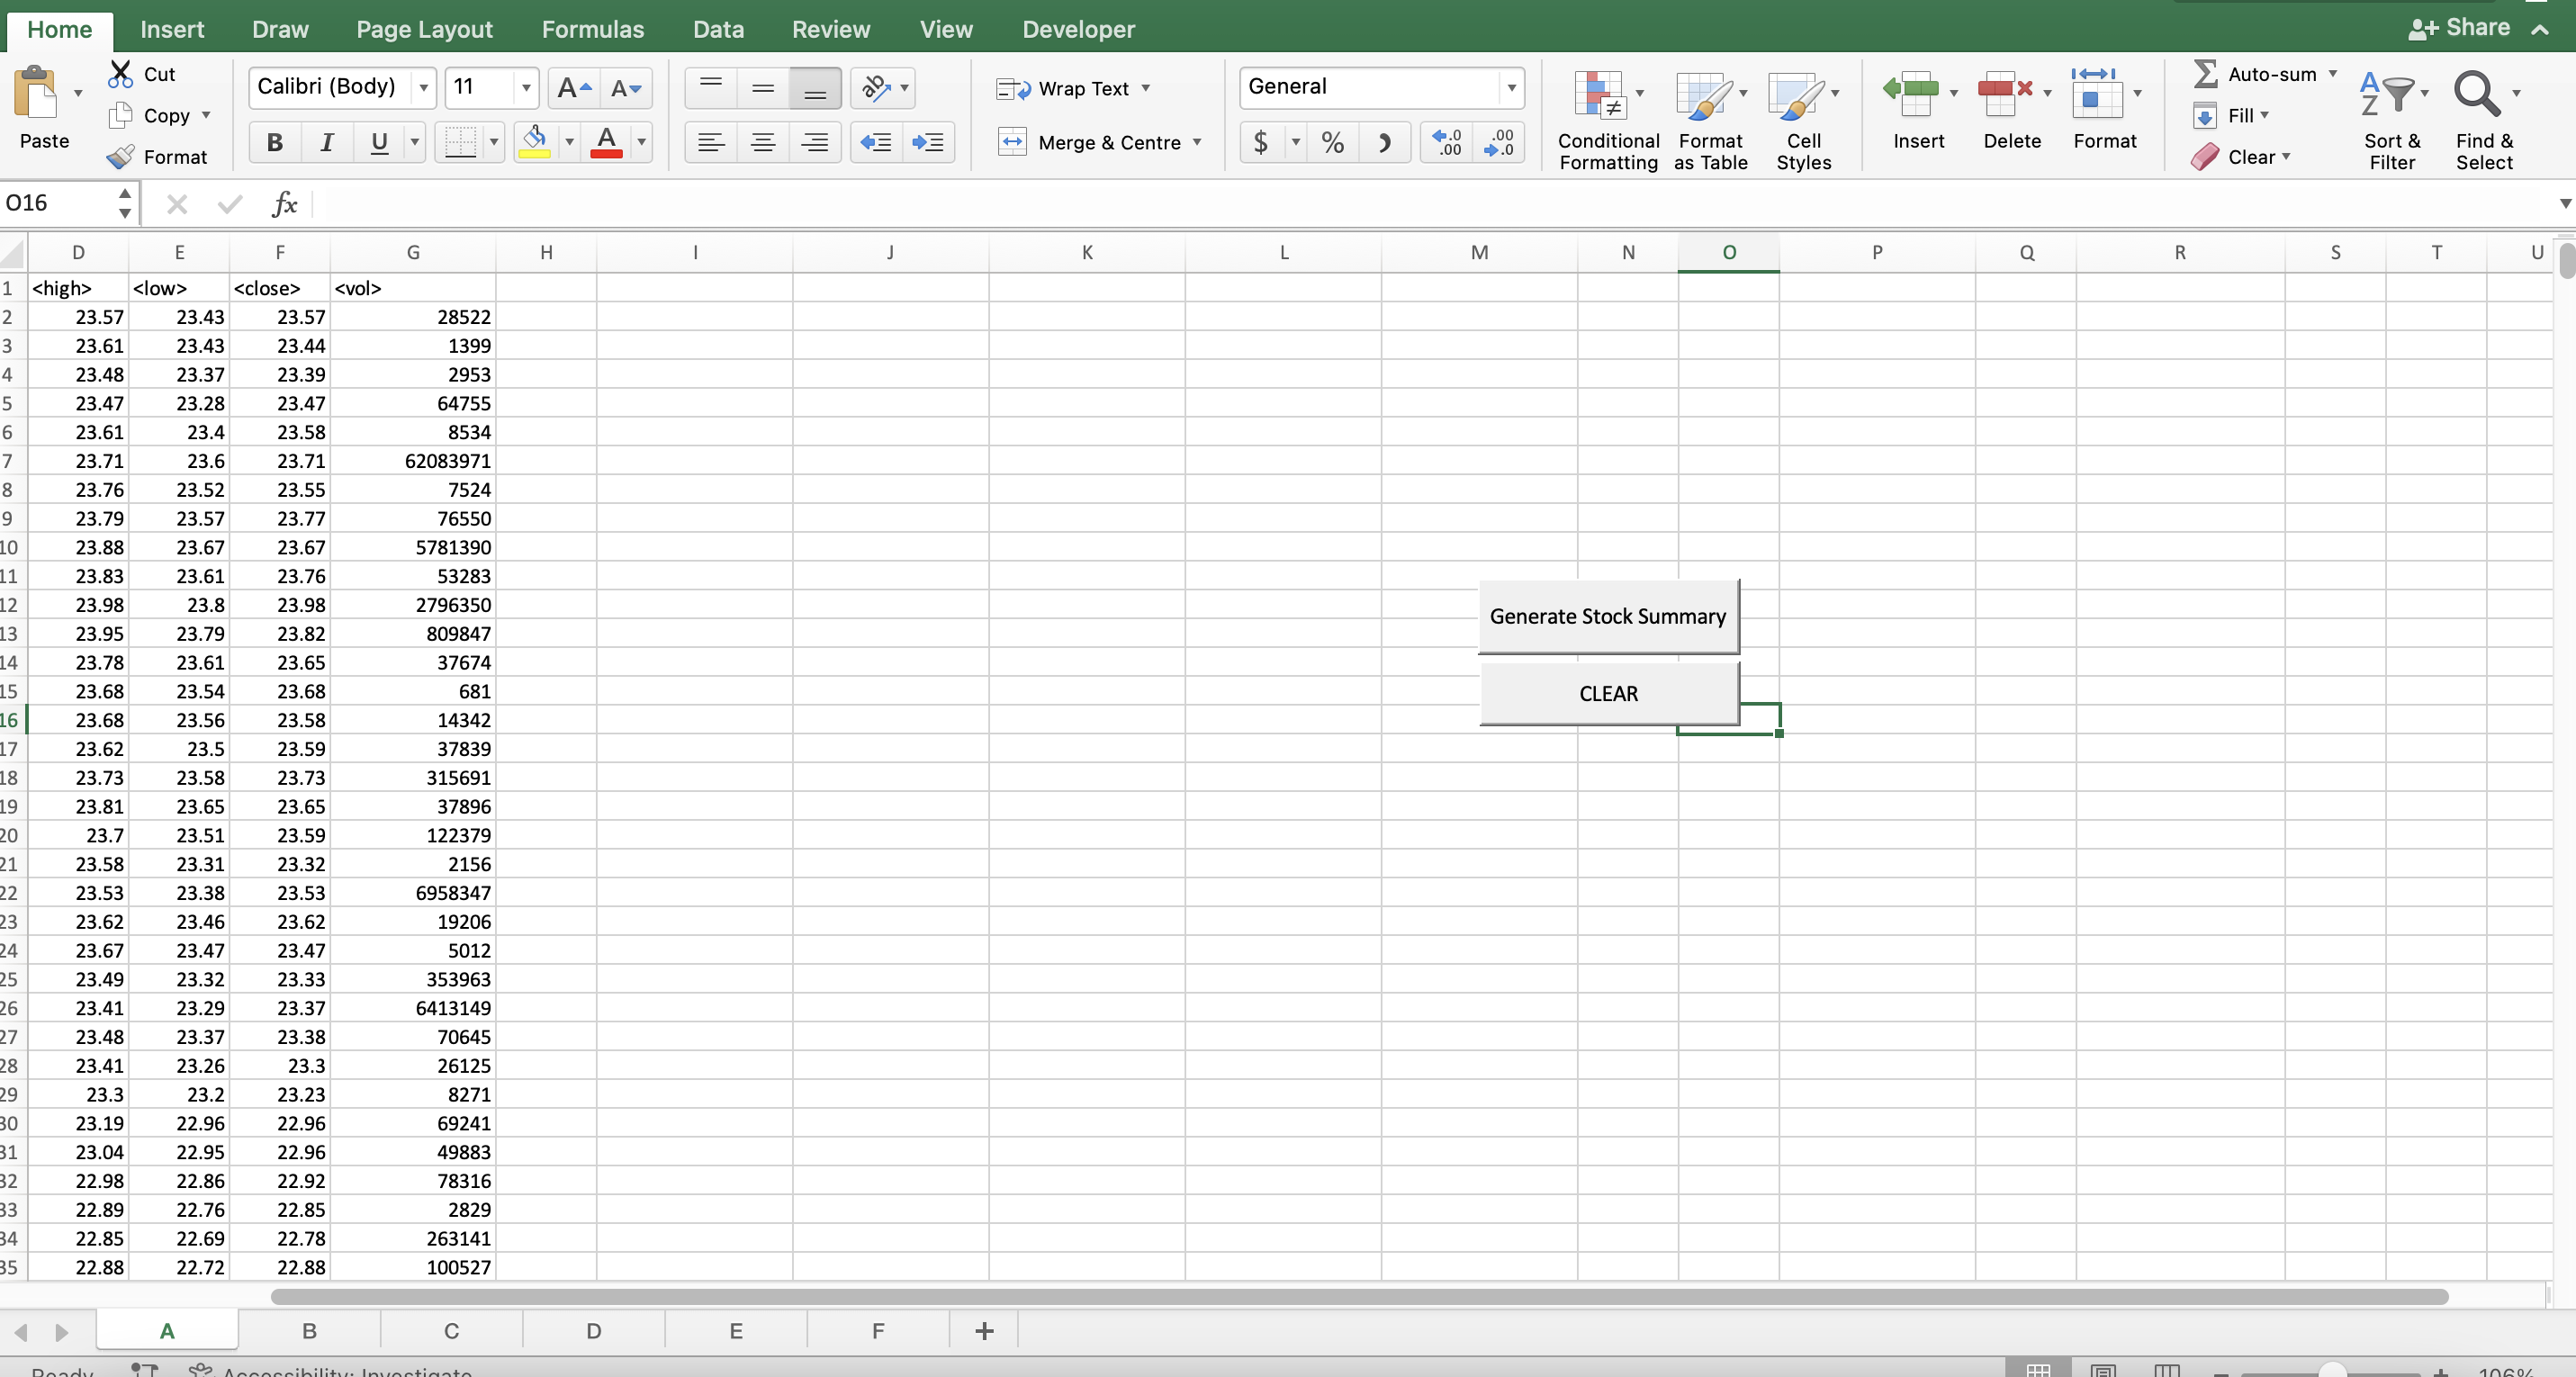 Home Insert Draw Page Layout Formulas Data Review View Developer Share
Paste Cut Copy Format
Calibri (Body) 11 A A
B I U A
ab
Wrap Text
Merge & Centre
General
$ % .0 .00 .00 .0
Conditional Formatting
Format as Table
Cell Styles
Insert Delete Format
Auto-sum
Fill
Clear
A Z Sort & Filter
Find & Select
O16 fx
D E F G H I J K L M N O P Q R S T U
1 <high> <low> <close> <vol>
2 23.57 23.43 23.57 28522
3 23.61 23.43 23.44 1399
4 23.48 23.37 23.39 2953
5 23.47 23.28 23.47 64755
6 23.61 23.4 23.58 8534
7 23.71 23.6 23.71 62083971
8 23.76 23.52 23.55 7524
9 23.79 23.57 23.77 76550
10 23.88 23.67 23.67 5781390
11 23.83 23.61 23.76 53283
12 23.98 23.8 23.98 2796350
Generate Stock Summary
13 23.95 23.79 23.82 809847
14 23.78 23.61 23.65 37674
15 23.68 23.54 23.68 681
CLEAR
16 23.68 23.56 23.58 14342
17 23.62 23.5 23.59 37839
18 23.73 23.58 23.73 315691
19 23.81 23.65 23.65 37896
20 23.7 23.51 23.59 122379
21 23.58 23.31 23.32 2156
22 23.53 23.38 23.53 6958347
23 23.62 23.46 23.62 19206
24 23.67 23.47 23.47 5012
25 23.49 23.32 23.33 353963
26 23.41 23.29 23.37 6413149
27 23.48 23.37 23.38 70645
28 23.41 23.26 23.3 26125
29 23.3 23.2 23.23 8271
30 23.19 22.96 22.96 69241
31 23.04 22.95 22.96 49883
32 22.98 22.86 22.92 78316
33 22.89 22.76 22.85 2829
34 22.85 22.69 22.78 263141
35 22.88 22.72 22.88 100527
A B C D E F +
Ready Accessibility: Investigate 106%